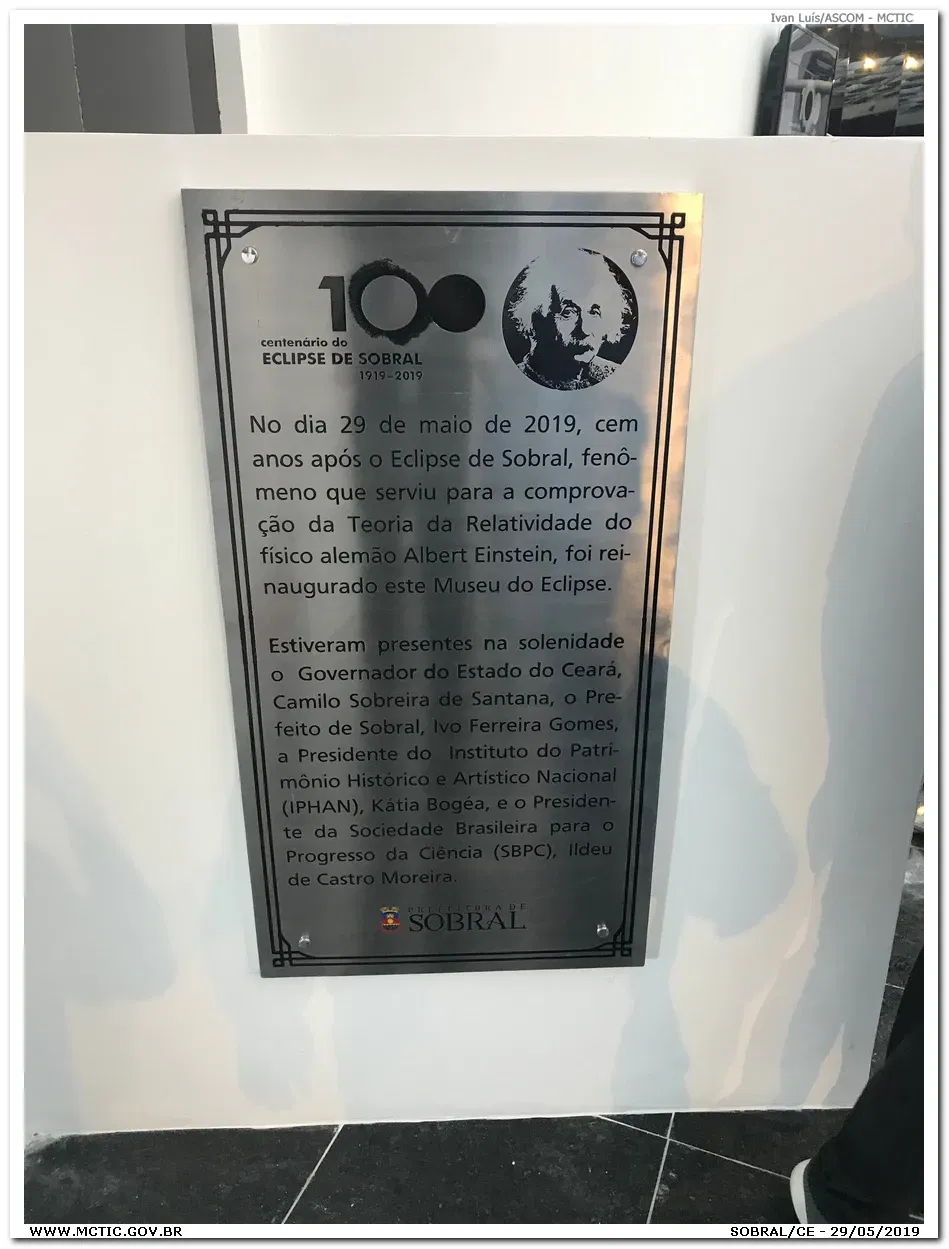 Ivan Luís/ASCOM - MCTIC
100
centenário do
ECLIPSE DE SOBRAL
1919-2019
No dia 29 de maio de 2019, cem
anos após o Eclipse de Sobral, fenô-
meno que serviu para a comprova-
ção da Teoria da Relatividade do
físico alemão Albert Einstein, foi rei-
naugurado este Museu do Eclipse.
Estiveram presentes na solenidade
o Governador do Estado do Ceará,
Camilo Sobreira de Santana, o Pre-
feito de Sobral, Ivo Ferreira Gomes,
a Presidente do Instituto do Patri-
mônio Histórico e Artístico Nacional
(IPHAN), Kátia Bogéa, e o Presiden-
te da Sociedade Brasileira para o
Progresso da Ciência (SBPC), Ildeu
de Castro Moreira.
PREFEITURA DE
SOBRAL
WWW.MCTIC.GOV.BR
SOBRAL/CE - 29/05/2019